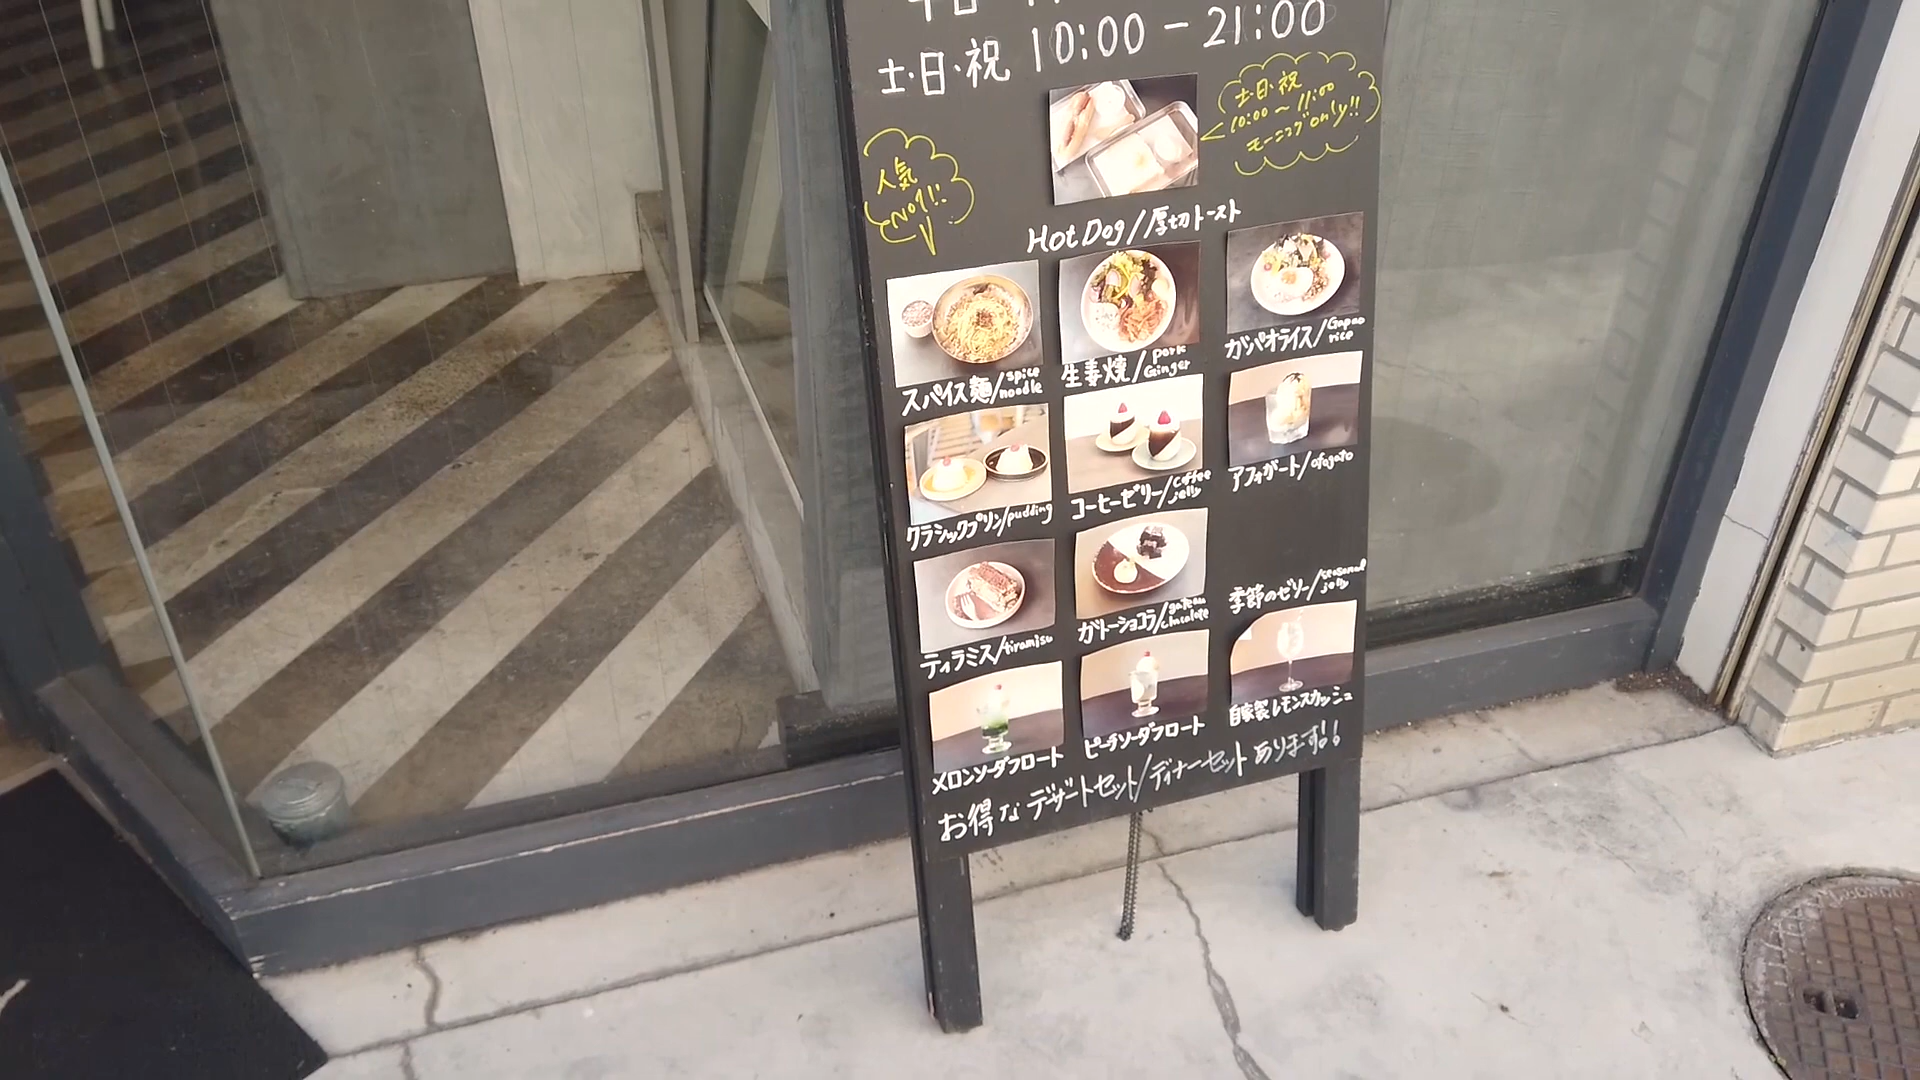 平日
土・日・祝 10:00 - 21:00
土・日・祝
10:00 ~ 11:00
モーニング only!!
人気
No1!!
Hot Dog/厚切トースト
スパイス麺/spice noodle
生姜焼/pork Ginger
ガパオライス/Gapao rice
クラシックプリン/pudding
コーヒーゼリー/coffee jelly
アフォガート/afogato
ティラミス/tiramisu
ガトーショコラ/gateau chocolate
季節のゼリー/seasonal jelly
メロンソーダフロート
ピーチソーダフロート
自家製レモンスカッシュ
お得なデザートセット/ディナーセットあります!!